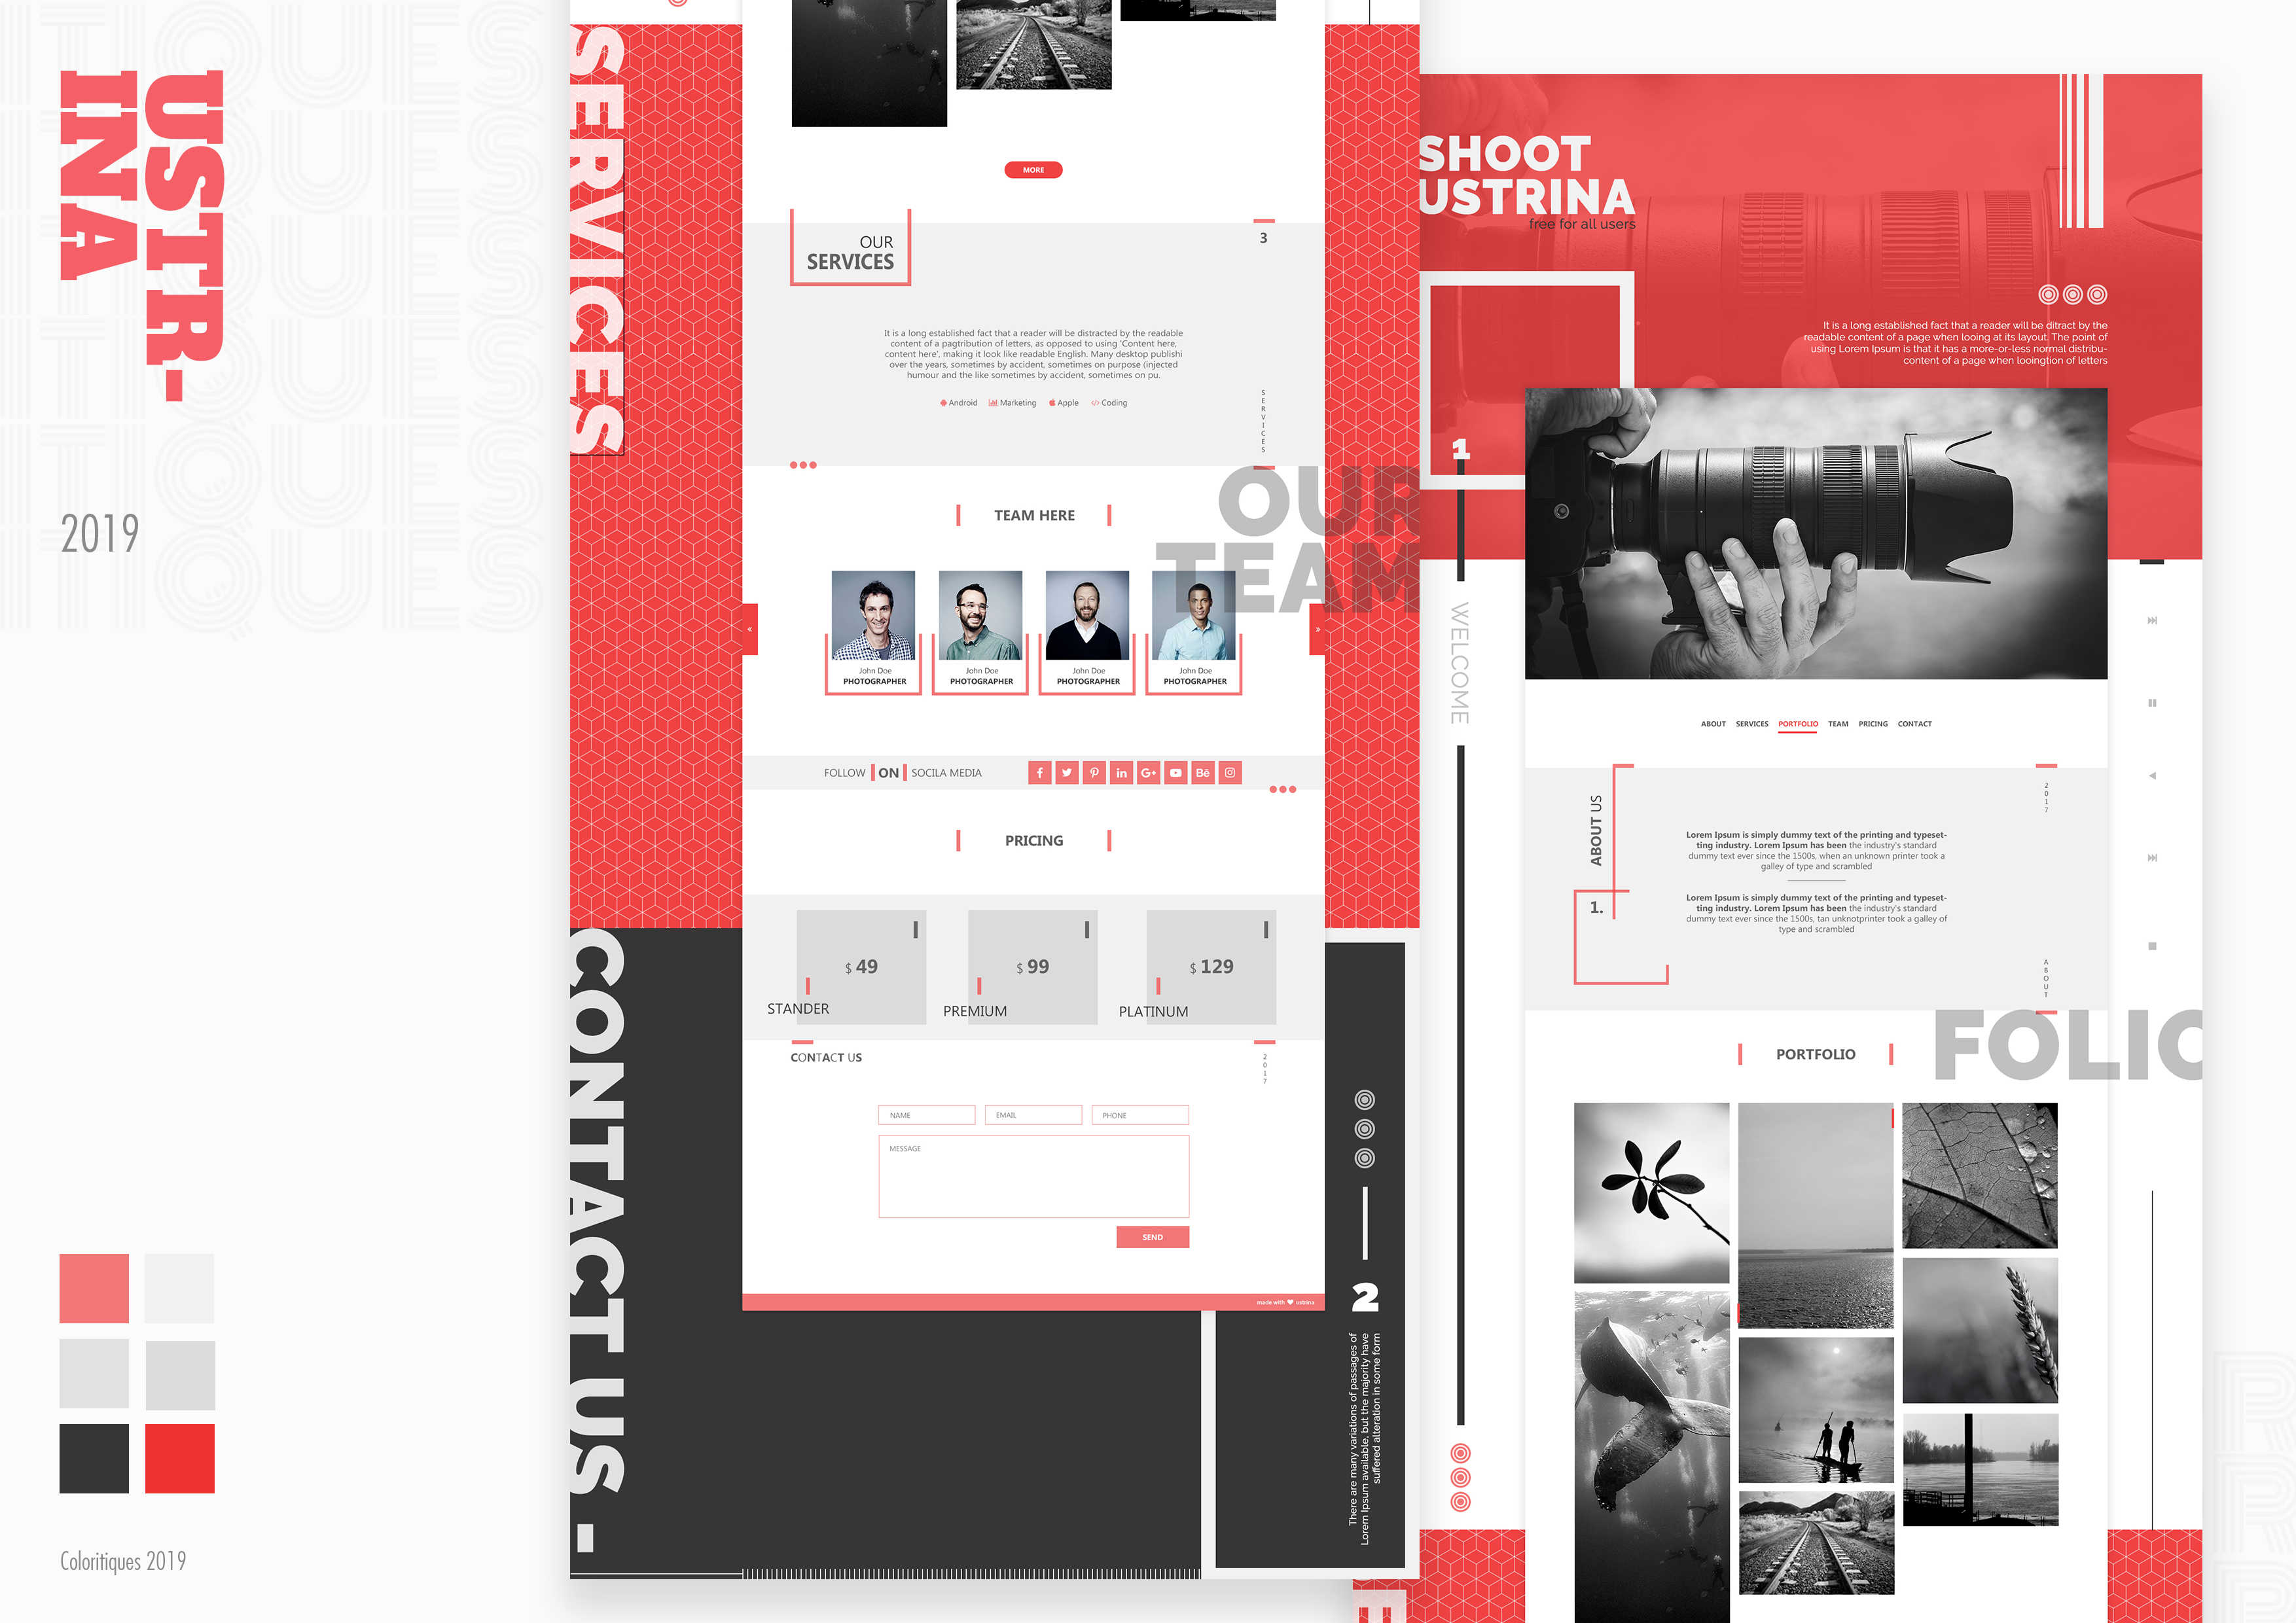 USTR-
INA
2019
Coloritiques 2019
SERVICES
MORE
OUR
SERVICES
3
It is a long established fact that a reader will be distracted by the readable
content of a pagtribution of letters, as opposed to using 'Content here,
content here', making it look like readable English. Many desktop publishi
over the years, sometimes by accident, sometimes on purpose (injected
humour and the like sometimes by accident, sometimes on pu.
Android Marketing Apple Coding
SERVICES
OUR
TEAM
TEAM HERE
John Doe
PHOTOGRAPHER
John Doe
PHOTOGRAPHER
John Doe
PHOTOGRAPHER
John Doe
PHOTOGRAPHER
FOLLOW ON SOCILA MEDIA
PRICING
$ 49
STANDER
$ 99
PREMIUM
$ 129
PLATINUM
CONTACT US
2017
NAME
EMAIL
PHONE
MESSAGE
SEND
made with ustrina
CONTACT US -
2
There are many variations of passages of
Lorem Ipsum available, but the majority have
suffered alteration in some form
SHOOT
USTRINA
free for all users
It is a long established fact that a reader will be ditract by the
readable content of a page when looing at its layout. The point of
using Lorem Ipsum is that it has a more-or-less normal distribu-
content of a page when looingtion of letters
1
WELCOME
ABOUT SERVICES PORTFOLIO TEAM PRICING CONTACT
ABOUT US
1.
2017
Lorem Ipsum is simply dummy text of the printing and typeset-
ting industry. Lorem Ipsum has been the industry's standard
dummy text ever since the 1500s, when an unknown printer took a
galley of type and scrambled
Lorem Ipsum is simply dummy text of the printing and typeset-
ting industry. Lorem Ipsum has been the industry's standard
dummy text ever since the 1500s, tan unknotprinter took a galley of
type and scrambled
ABOUT
FOLIO
PORTFOLIO